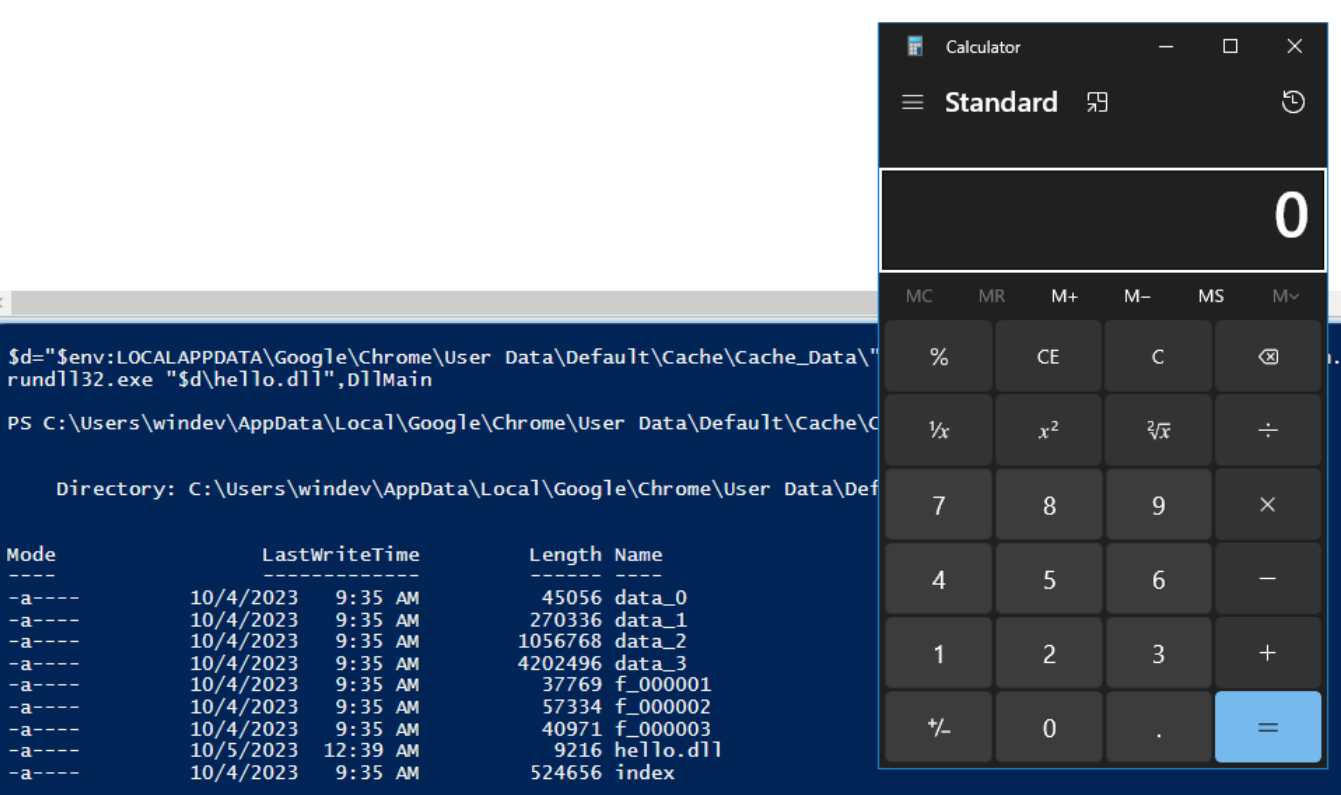 Calculator
Standard
0
MC MR M+ M- MS M
% CE C
¹/x x² ²√x ÷
7 8 9 ×
4 5 6 −
1 2 3 +
+/- 0 . =
$d="$env:LOCALAPPDATA\Google\Chrome\User Data\Default\Cache\Cache_Data\"
rundll32.exe "$d\hello.dll",DllMain
PS C:\Users\windev\AppData\Local\Google\Chrome\User Data\Default\Cache\C
Directory: C:\Users\windev\AppData\Local\Google\Chrome\User Data\Def
Mode LastWriteTime Length Name
---- ------------- ------ ----
-a---- 10/4/2023 9:35 AM 45056 data_0
-a---- 10/4/2023 9:35 AM 270336 data_1
-a---- 10/4/2023 9:35 AM 1056768 data_2
-a---- 10/4/2023 9:35 AM 4202496 data_3
-a---- 10/4/2023 9:35 AM 37769 f_000001
-a---- 10/4/2023 9:35 AM 57334 f_000002
-a---- 10/4/2023 9:35 AM 40971 f_000003
-a---- 10/5/2023 12:39 AM 9216 hello.dll
-a---- 10/4/2023 9:35 AM 524656 index